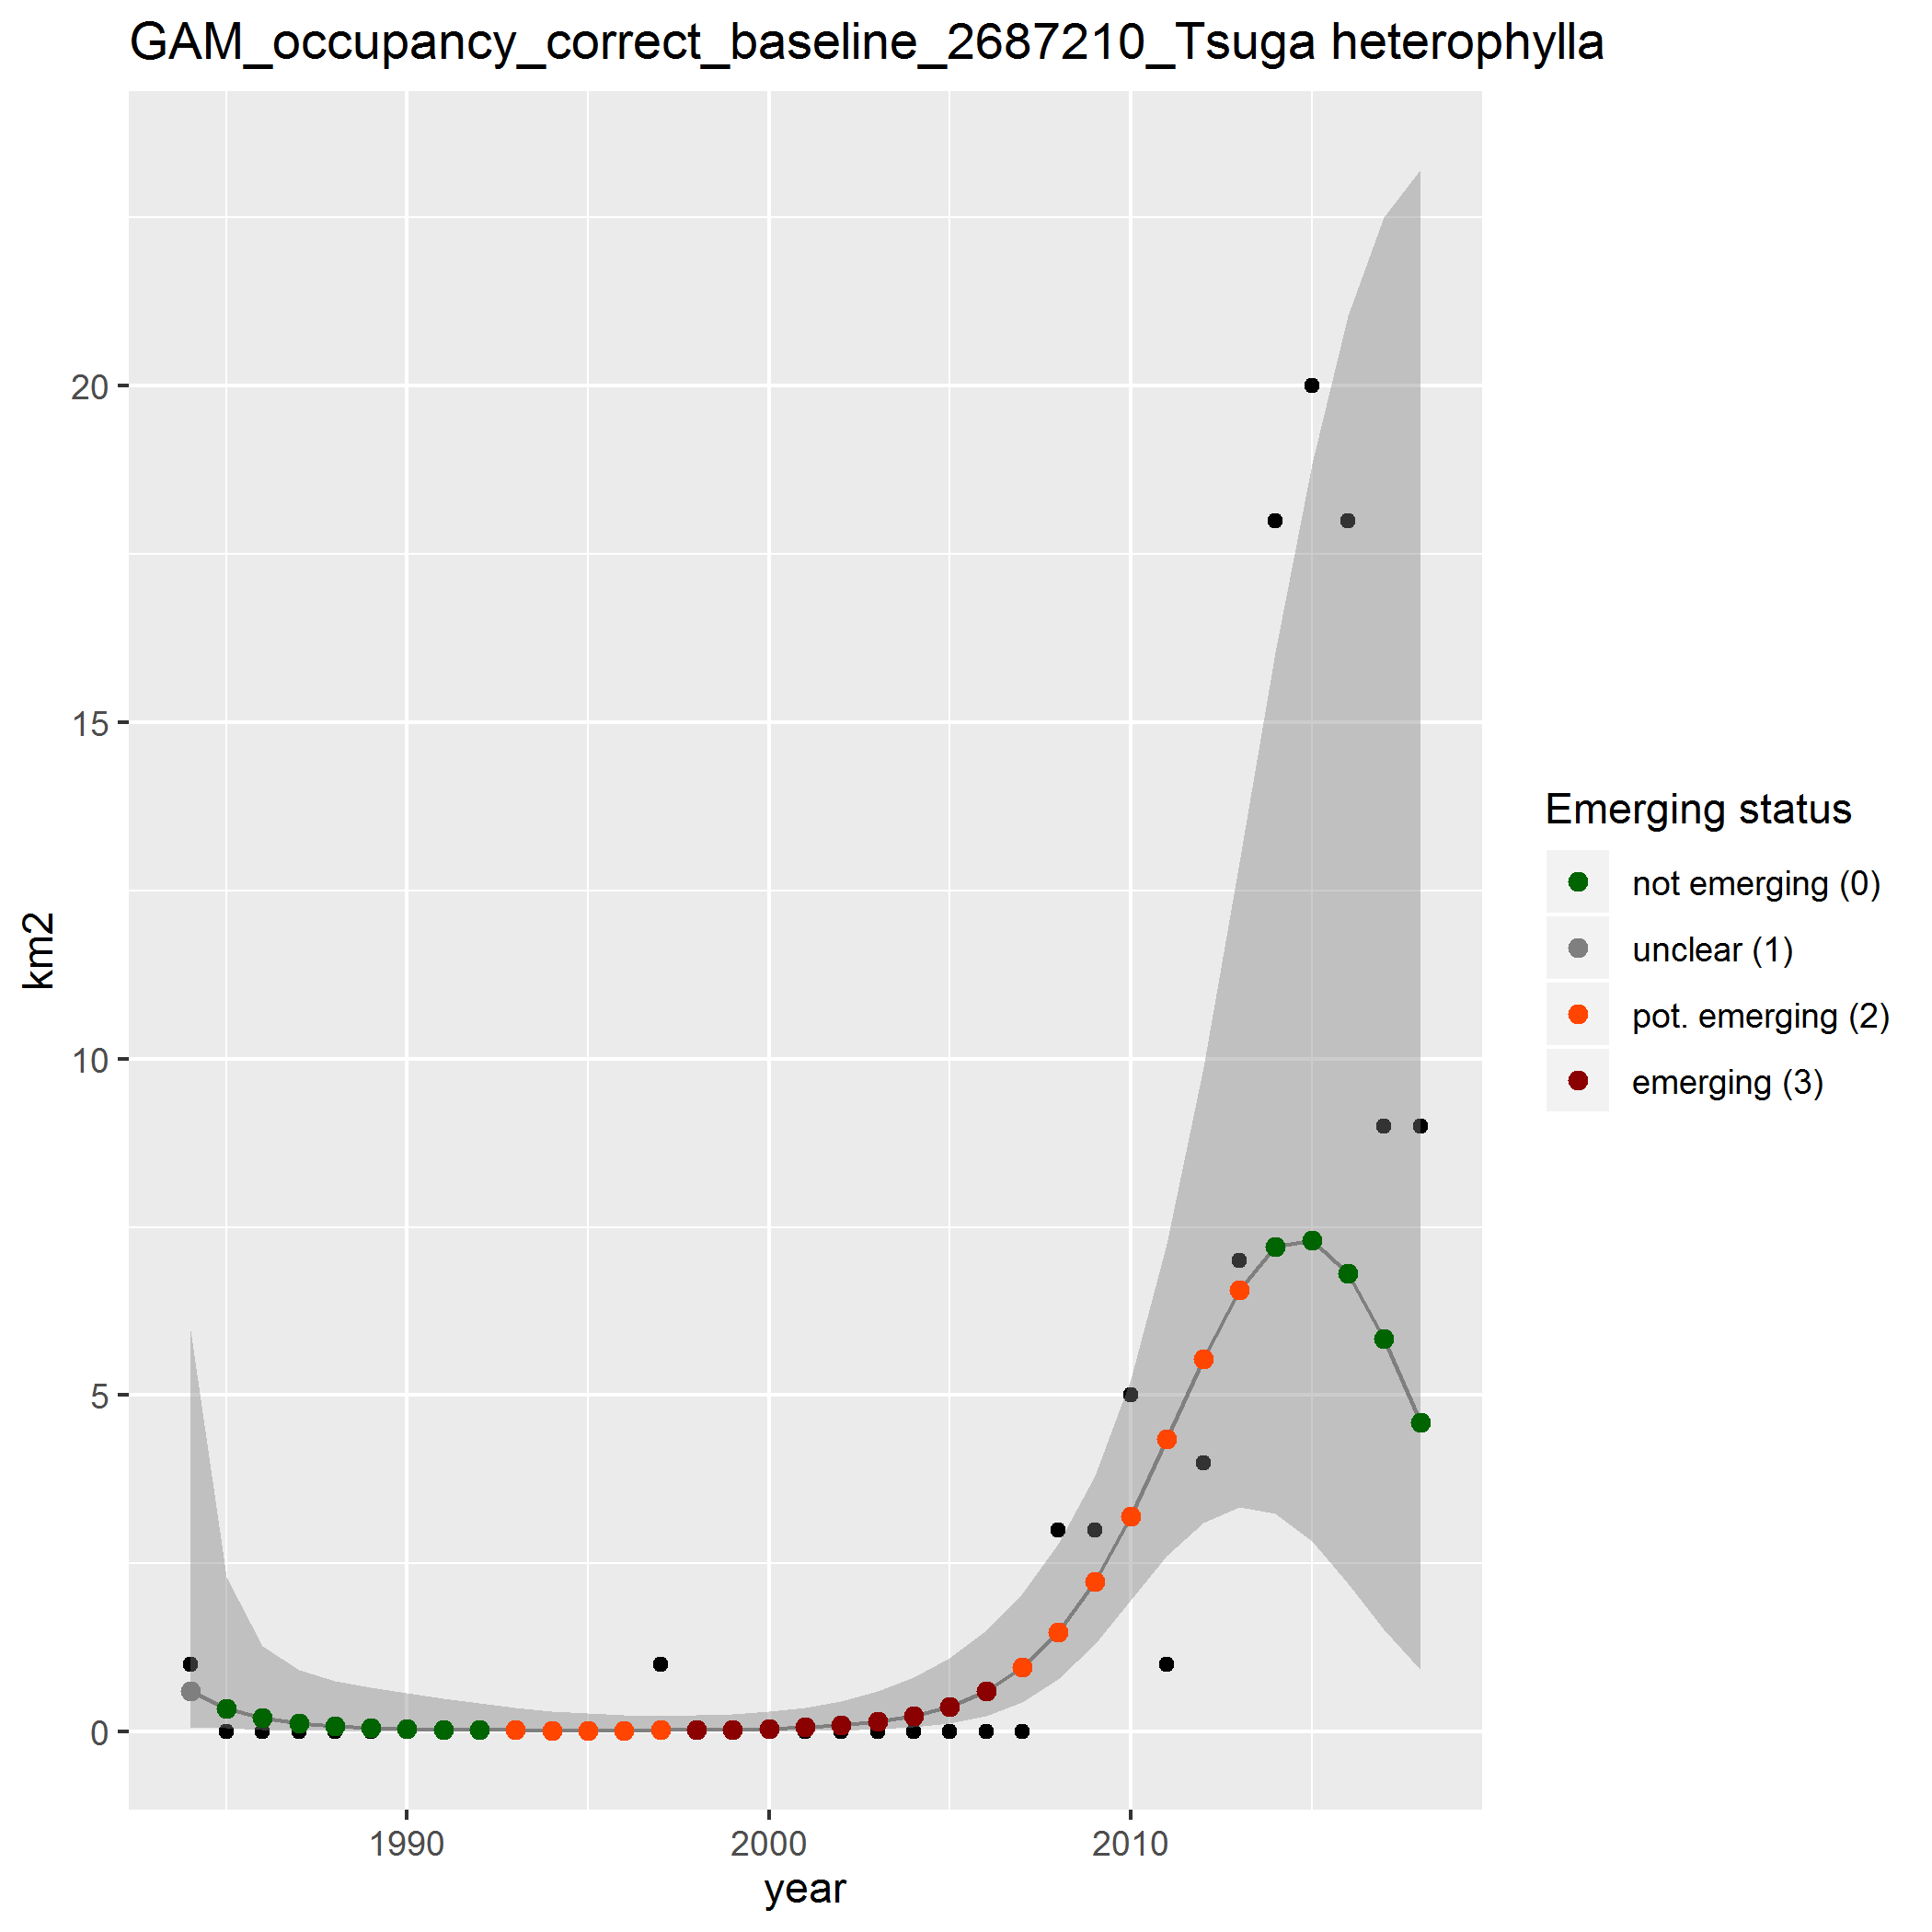 GAM_occupancy_correct_baseline_2687210_Tsuga heterophylla
km2
20
15
10
5
0
1990 2000 2010
year
Emerging status
not emerging (0)
unclear (1)
pot. emerging (2)
emerging (3)